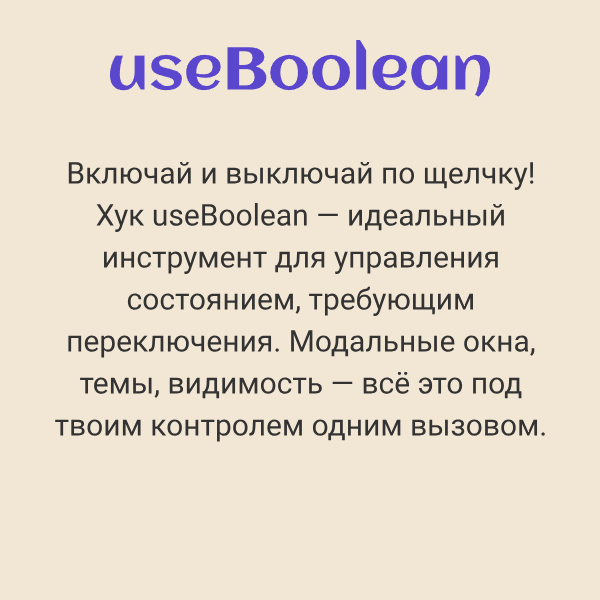 useBoolean
Включай и выключай по щелчку!
Хук useBoolean — идеальный
инструмент для управления
состоянием, требующим
переключения. Модальные окна,
темы, видимость — всё это под
твоим контролем одним вызовом.